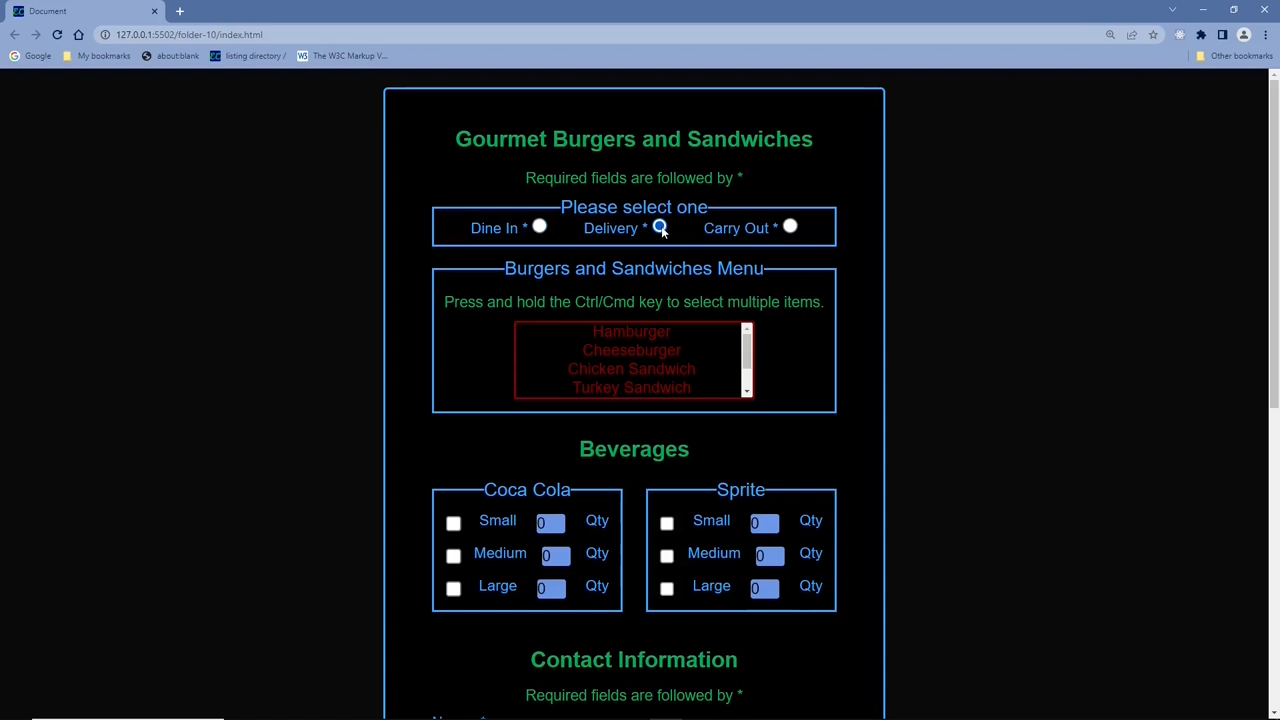 Document
127.0.0.1:5502/folder-10/index.html
Google My bookmarks about:blank listing directory / The W3C Markup V... Other bookmarks
Gourmet Burgers and Sandwiches
Required fields are followed by *
Please select one
Dine In * Delivery * Carry Out *
Burgers and Sandwiches Menu
Press and hold the Ctrl/Cmd key to select multiple items.
Hamburger
Cheeseburger
Chicken Sandwich
Turkey Sandwich
Beverages
Coca Cola
Small 0 Qty
Medium 0 Qty
Large 0 Qty
Sprite
Small 0 Qty
Medium 0 Qty
Large 0 Qty
Contact Information
Required fields are followed by *